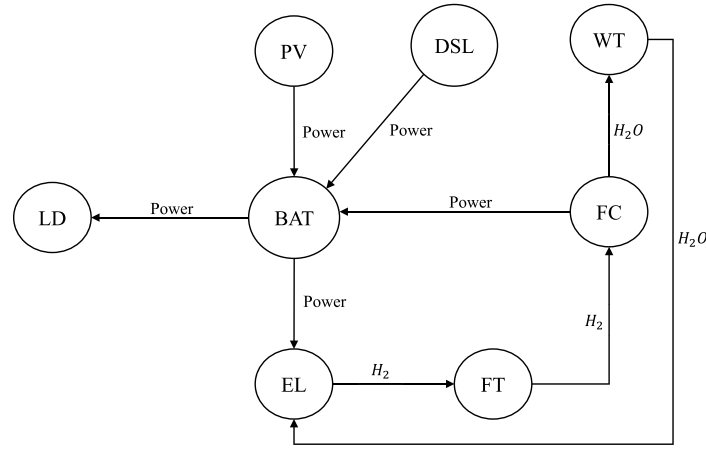 PV
DSL
WT
Power
Power
H₂O
LD
Power
BAT
Power
FC
H₂O
Power
H₂
EL
H₂
FT